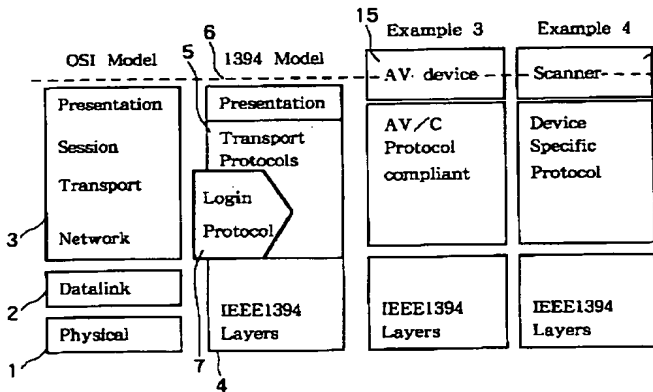 15
Example 3
Example 4
OSI Model
5
6
1394 Model
AV device
Scanner
Presentation
Session
Transport
Network
3
Presentation
Transport
Protocols
Login
Protocol
AV/C
Protocol
compliant
Device
Specific
Protocol
2
Datalink
1
Physical
7
4
IEEE1394
Layers
IEEE1394
Layers
IEEE1394
Layers